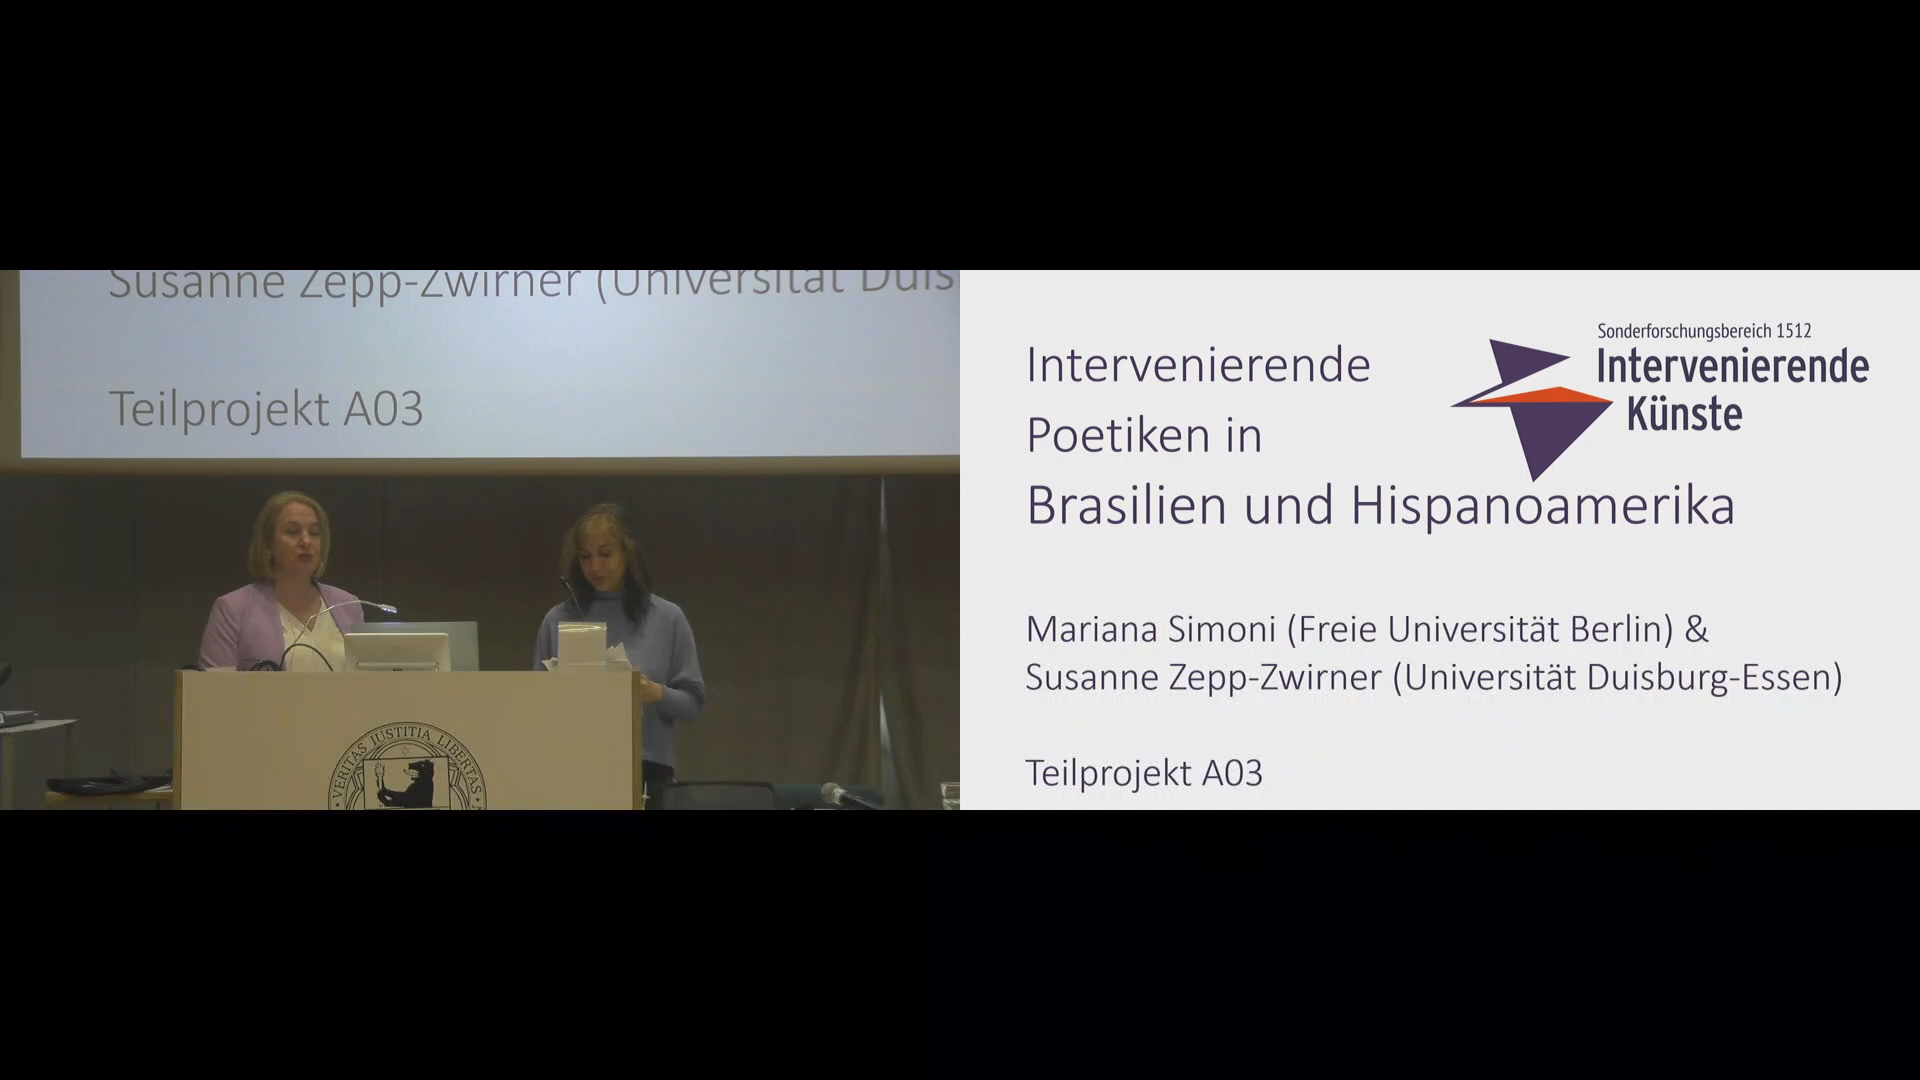 Susanne Zepp-Zwirner (Universität Duis
Teilprojekt A03
VERITAS JUSTITIA LIBERTAS
Sonderforschungsbereich 1512
Intervenierende
Künste
Intervenierende
Poetiken in
Brasilien und Hispanoamerika
Mariana Simoni (Freie Universität Berlin) &
Susanne Zepp-Zwirner (Universität Duisburg-Essen)
Teilprojekt A03